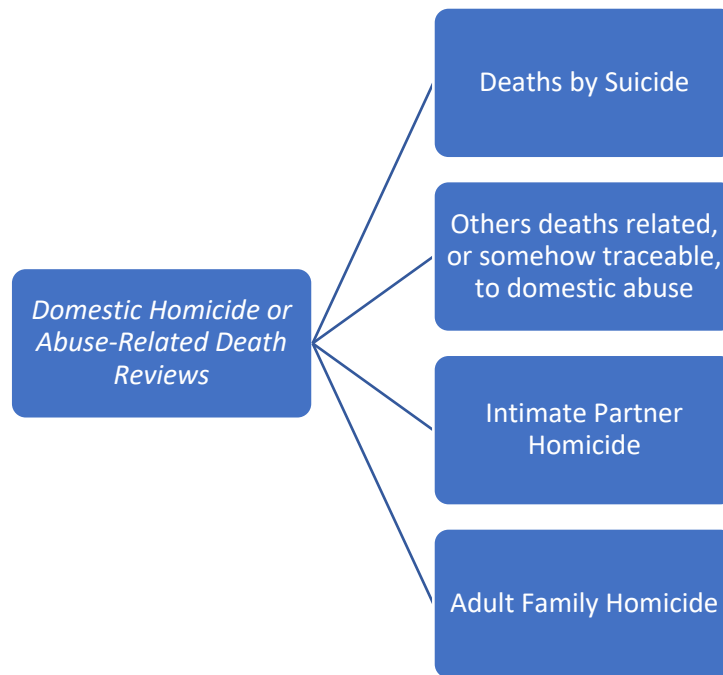 Domestic Homicide or
Abuse-Related Death
Reviews
Deaths by Suicide
Others deaths related,
or somehow traceable,
to domestic abuse
Intimate Partner
Homicide
Adult Family Homicide